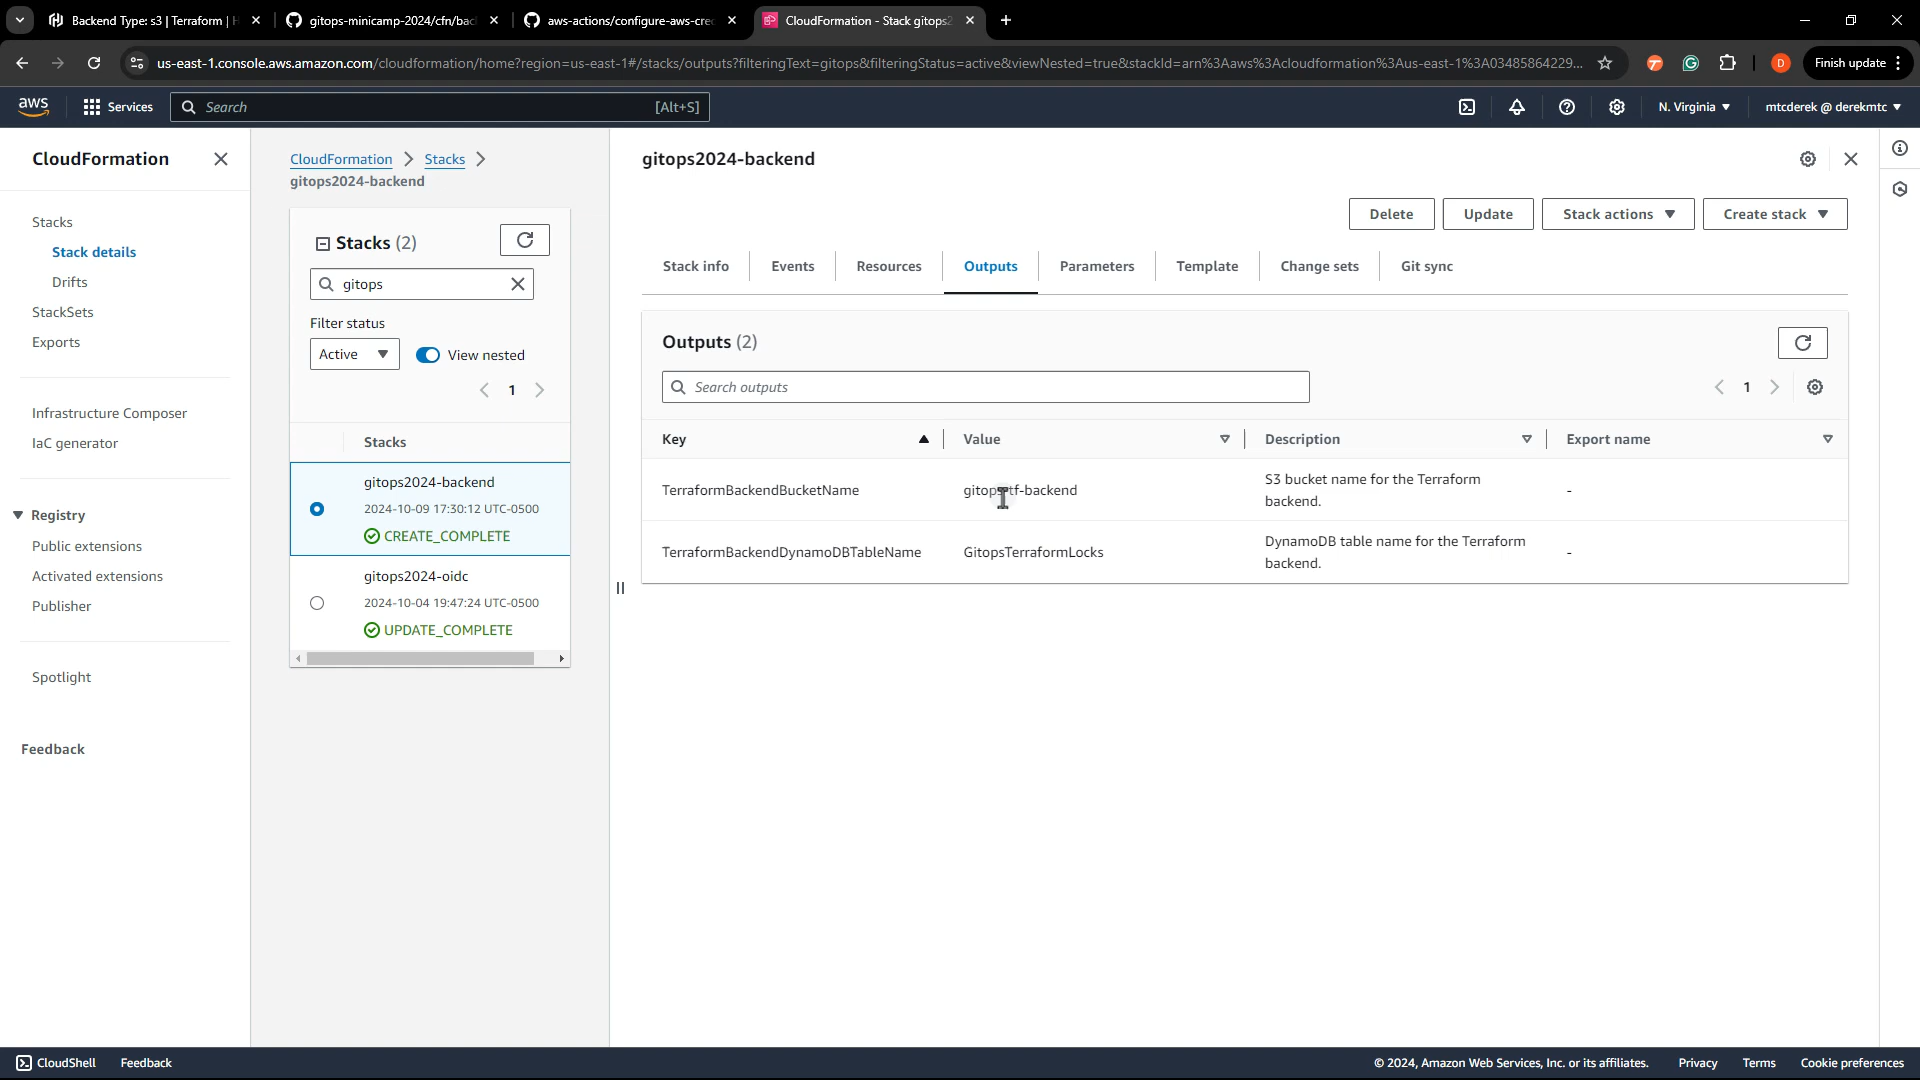 Backend Type: s3 | Terraform |
gitops-minicamp-2024/cfn/bac
aws-actions/configure-aws-cre
CloudFormation - Stack gitops2
us-east-1.console.aws.amazon.com/cloudformation/home?region=us-east-1#/stacks/outputs?filteringText=gitops&filteringStatus=active&viewNested=true&stackId=arn%3Aaws%3Acloudformation%3Aus-east-1%3A03485864229...
D
Finish update
aws
Services
Search
[Alt+S]
N. Virginia
mtcderek @ derekmtc
CloudFormation
Stacks
Stack details
Drifts
StackSets
Exports
Infrastructure Composer
IaC generator
Registry
Public extensions
Activated extensions
Publisher
Spotlight
Feedback
CloudFormation
Stacks
gitops2024-backend
Stacks (2)
gitops
Filter status
Active
View nested
1
Stacks
gitops2024-backend
2024-10-09 17:30:12 UTC-0500
CREATE_COMPLETE
gitops2024-oidc
2024-10-04 19:47:24 UTC-0500
UPDATE_COMPLETE
gitops2024-backend
Delete
Update
Stack actions
Create stack
Stack info
Events
Resources
Outputs
Parameters
Template
Change sets
Git sync
Outputs (2)
Search outputs
1
Key
Value
Description
Export name
TerraformBackendBucketName
S3 bucket name for the Terraform
backend.
-
TerraformBackendDynamoDBTableName
GitopsTerraformLocks
DynamoDB table name for the Terraform
backend.
-
CloudShell
Feedback
© 2024, Amazon Web Services, Inc. or its affiliates.
Privacy
Terms
Cookie preferences